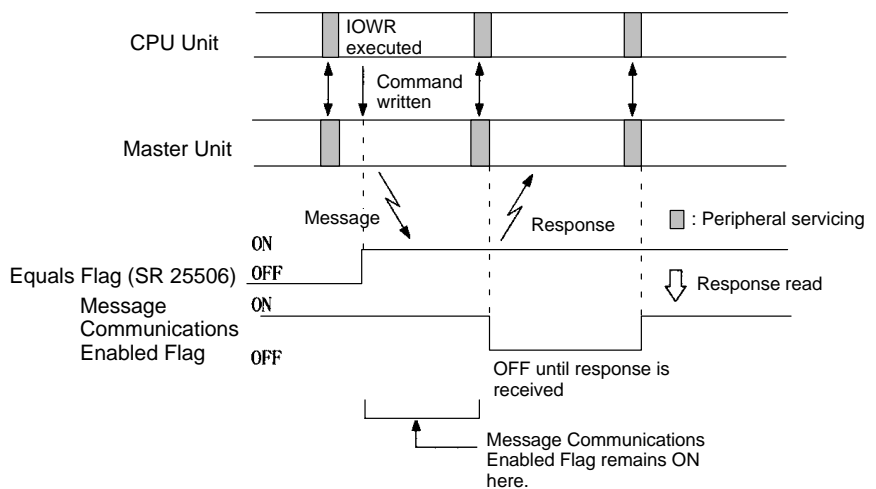 CPU Unit
IOWR
executed
Command
written
Master Unit
Message
Response
: Peripheral servicing
ON
Equals Flag (SR 25506)
OFF
Response read
Message
Communications
Enabled Flag
ON
OFF
OFF until response is
received
Message Communications
Enabled Flag remains ON
here.